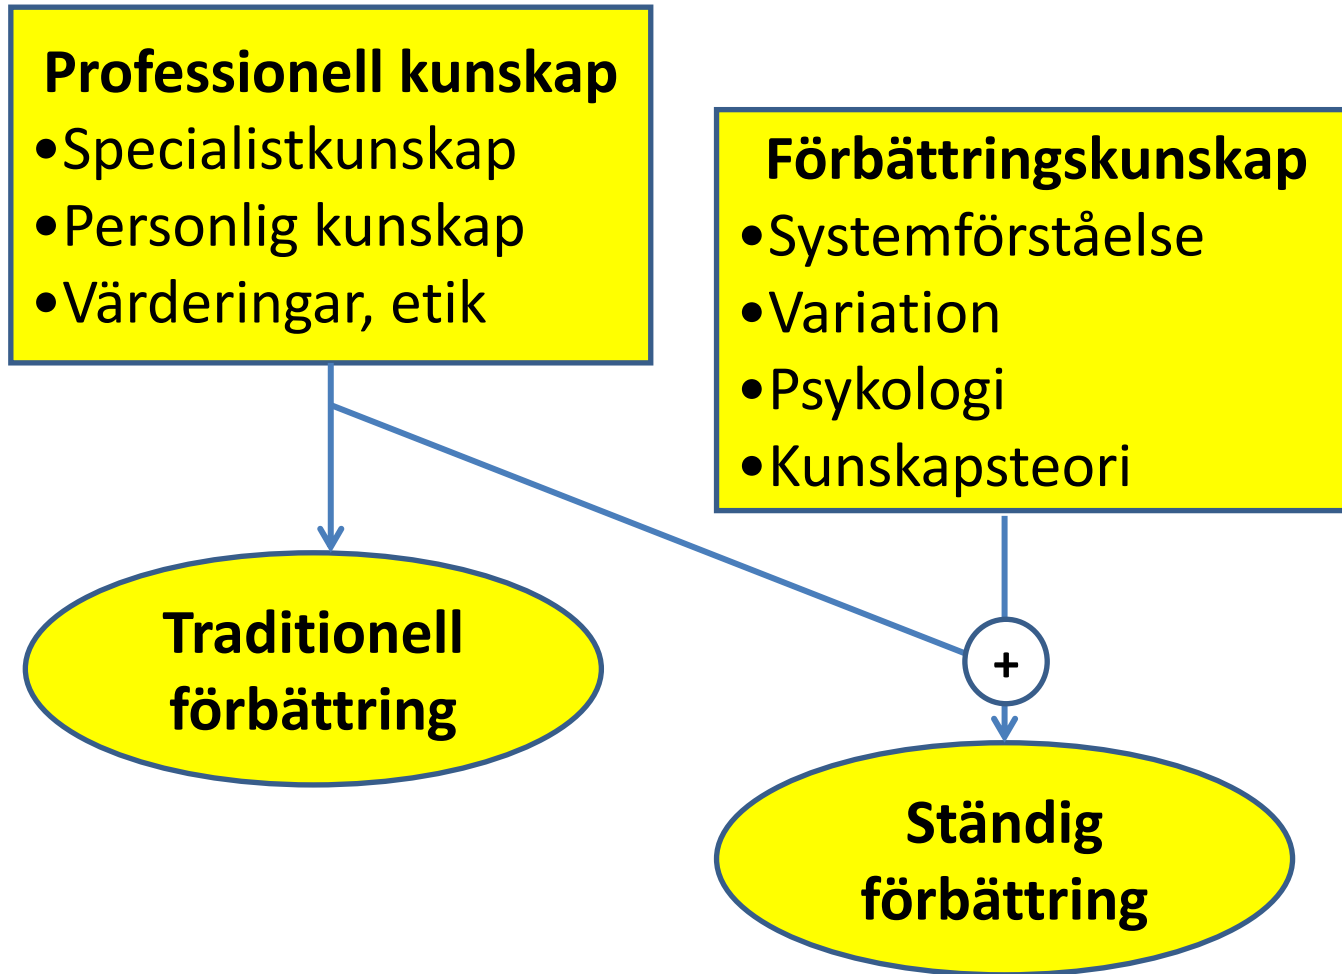 Professionell kunskap
•Specialistkunskap
•Personlig kunskap
•Värderingar, etik
Förbättringskunskap
•Systemförståelse
•Variation
•Psykologi
•Kunskapsteori
Traditionell
förbättring
+
Ständig
förbättring